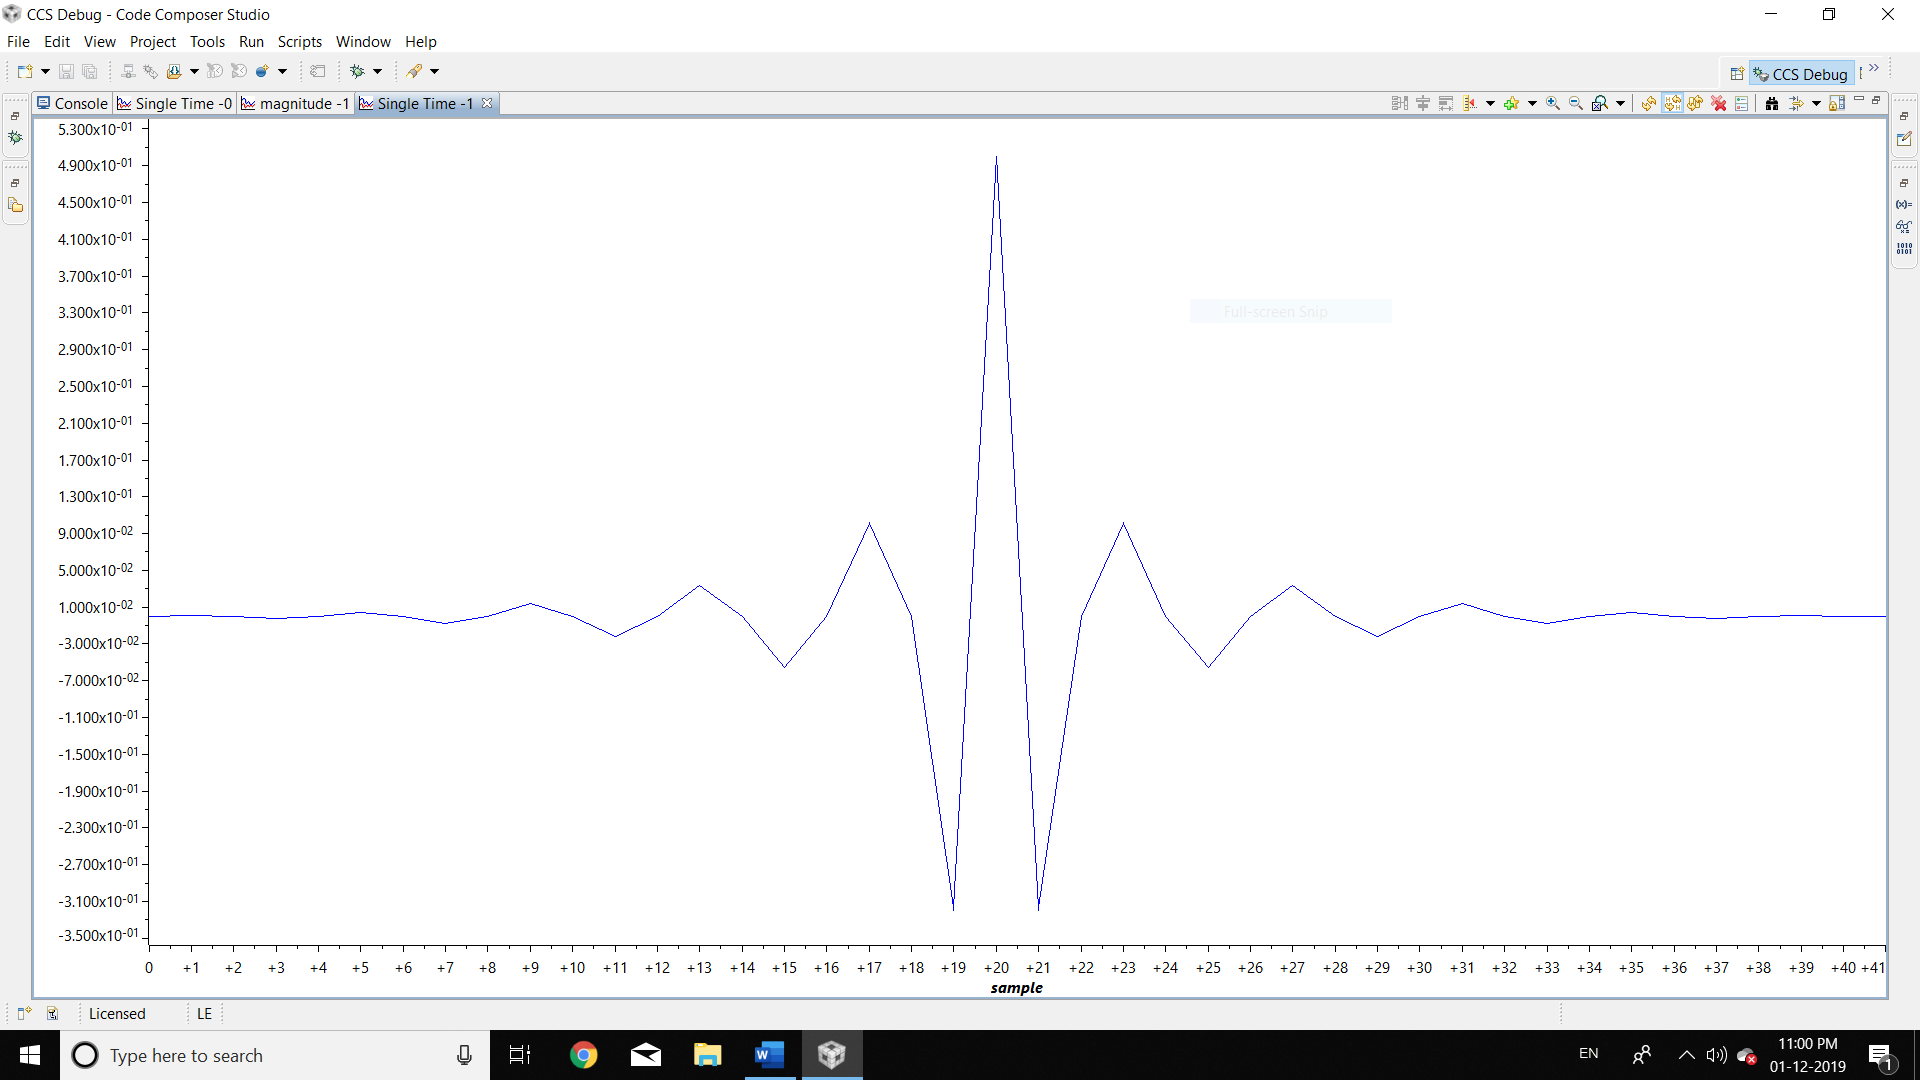 CCS Debug - Code Composer Studio
File Edit View Project Tools Run Scripts Window Help
CCS Debug
Console Single Time -0 magnitude -1 Single Time -1
5.300x10-01
4.900x10-01
4.500x10-01
4.100x10-01
3.700x10-01
3.300x10-01
Full-screen Snip
2.900x10-01
2.500x10-01
2.100x10-01
1.700x10-01
1.300x10-01
9.000x10-02
5.000x10-02
1.000x10-02
-3.000x10-02
-7.000x10-02
-1.100x10-01
-1.500x10-01
-1.900x10-01
-2.300x10-01
-2.700x10-01
-3.100x10-01
-3.500x10-01
0 +1 +2 +3 +4 +5 +6 +7 +8 +9 +10 +11 +12 +13 +14 +15 +16 +17 +18 +19 +20 +21 +22 +23 +24 +25 +26 +27 +28 +29 +30 +31 +32 +33 +34 +35 +36 +37 +38 +39 +40 +41
sample
Licensed LE
Type here to search
EN
11:00 PM
01-12-2019
1